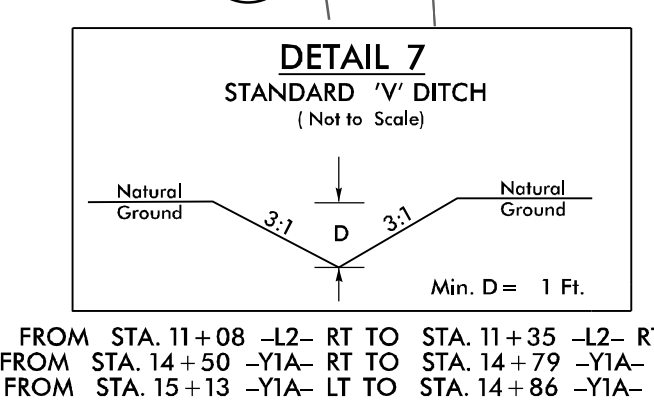 DETAIL 7
STANDARD 'V' DITCH
( Not to Scale)
Natural
Ground
3:1
D
3:1
Natural
Ground
Min. D = 1 Ft.
FROM STA. 11+08 -L2- RT TO STA. 11+35 -L2-
FROM STA. 14+50 -Y1A- RT TO STA. 14+79 -Y1A-
FROM STA. 15+13 -Y1A- LT TO STA. 14+86 -Y1A-